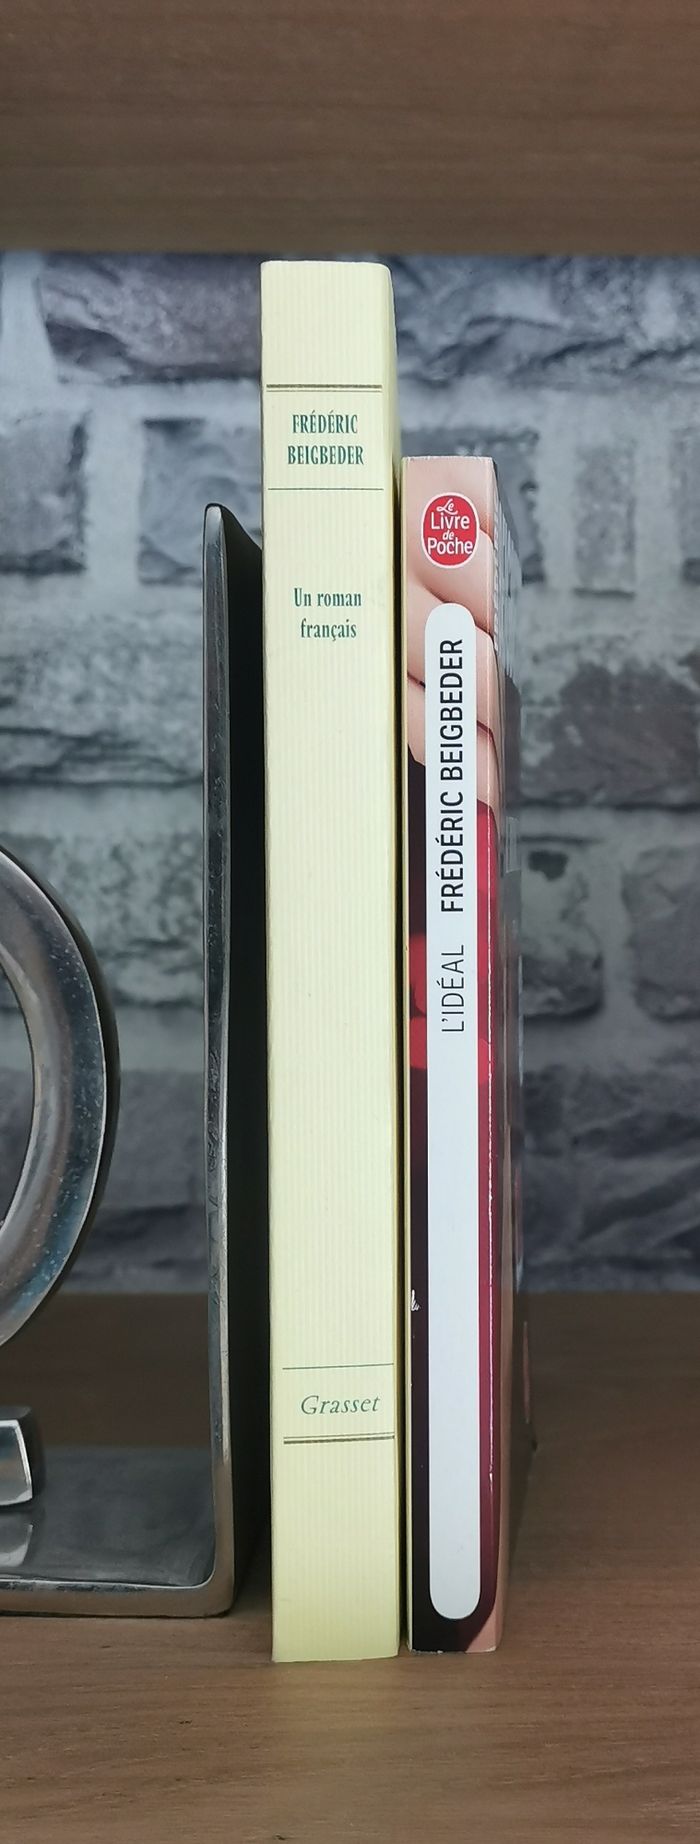 FRÉDÉRIC
BEIGBEDER
Un roman
français
Grasset
Le
Livre
de
Poche
L'IDÉAL FRÉDÉRIC BEIGBEDER